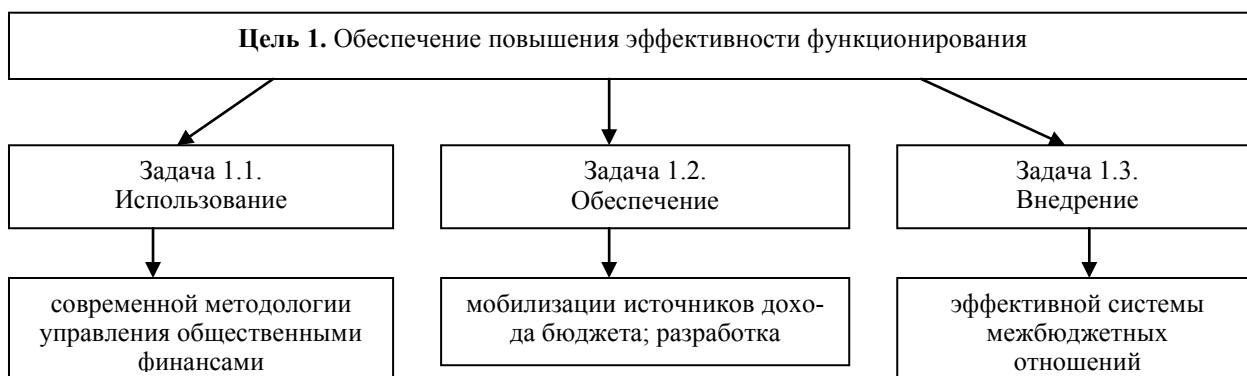 Цель 1. Обеспечение повышения эффективности функционирования
Задача 1.1.
Использование
Задача 1.2.
Обеспечение
Задача 1.3.
Внедрение
современной методологии
управления общественными
финансами
мобилизации источников дохо-
да бюджета; разработка
эффективной системы
межбюджетных
отношений